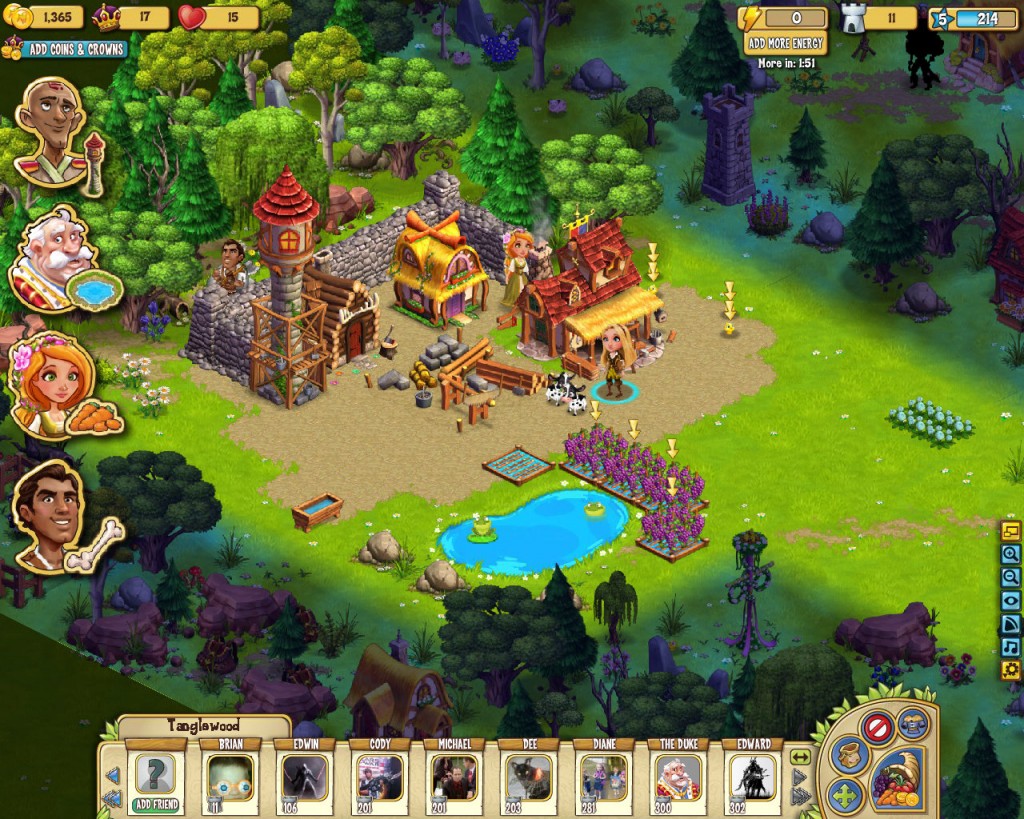 1,365
17
15
ADD COINS & CROWNS
0
11
5
214
ADD MORE ENERGY
More in: 1:51
Tanglewood
BRIAN
EDWIN
CODY
MICHAEL
DEE
DIANE
THE DUKE
EDWARD
?
ADD FRIEND
11
106
201
201
203
281
300
302